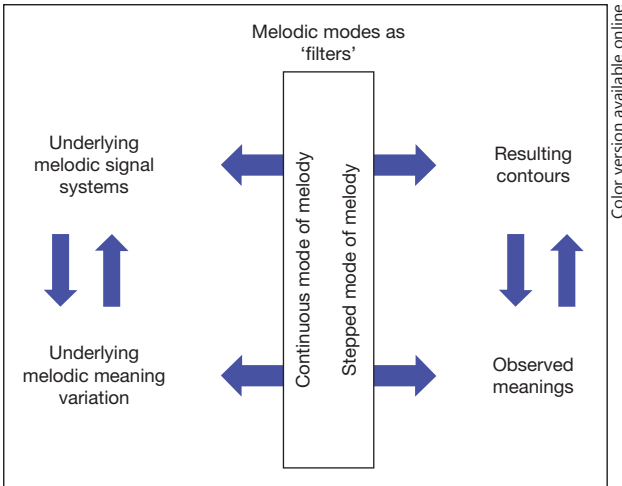 Melodic modes as
‘filters’
Underlying
melodic signal
systems
Continuous mode of melody
Stepped mode of melody
Resulting
contours
Underlying
melodic meaning
variation
Observed
meanings
Color version available online